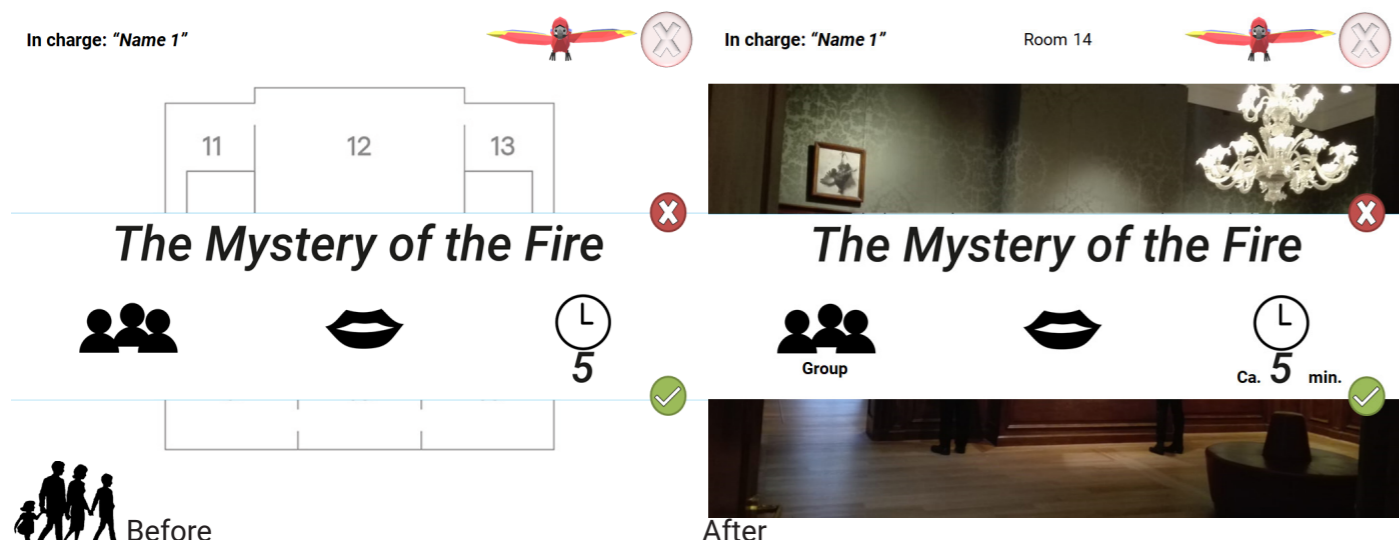 In charge: “Name 1”
11
12
13
The Mystery of the Fire
5
Before
In charge: “Name 1”
Room 14
The Mystery of the Fire
Group
Ca. 5 min.
After